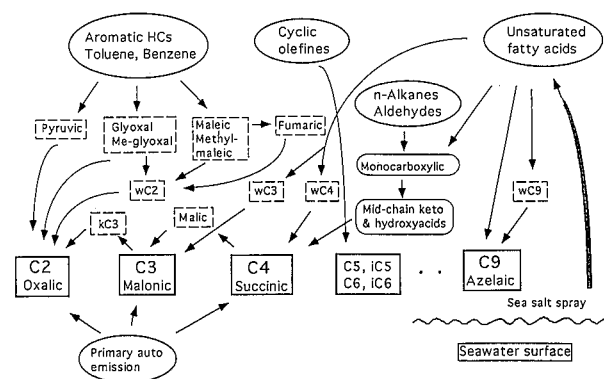 Aromatic HCs
Toluene, Benzene
Cyclic
olefines
Unsaturated
fatty acids
n-Alkanes
Aldehydes
Pyruvic
Glyoxal
Me-glyoxal
Maleic
Methyl-
maleic
Fumaric
Monocarboxylic
wC2
wC3
wC4
wC9
kC3
Malic
Mid-chain keto
& hydroxyacids
C2
Oxalic
C3
Malonic
C4
Succinic
C5, iC5
C6, iC6
. .
C9
Azelaic
Sea salt spray
Primary auto
emission
Seawater surface